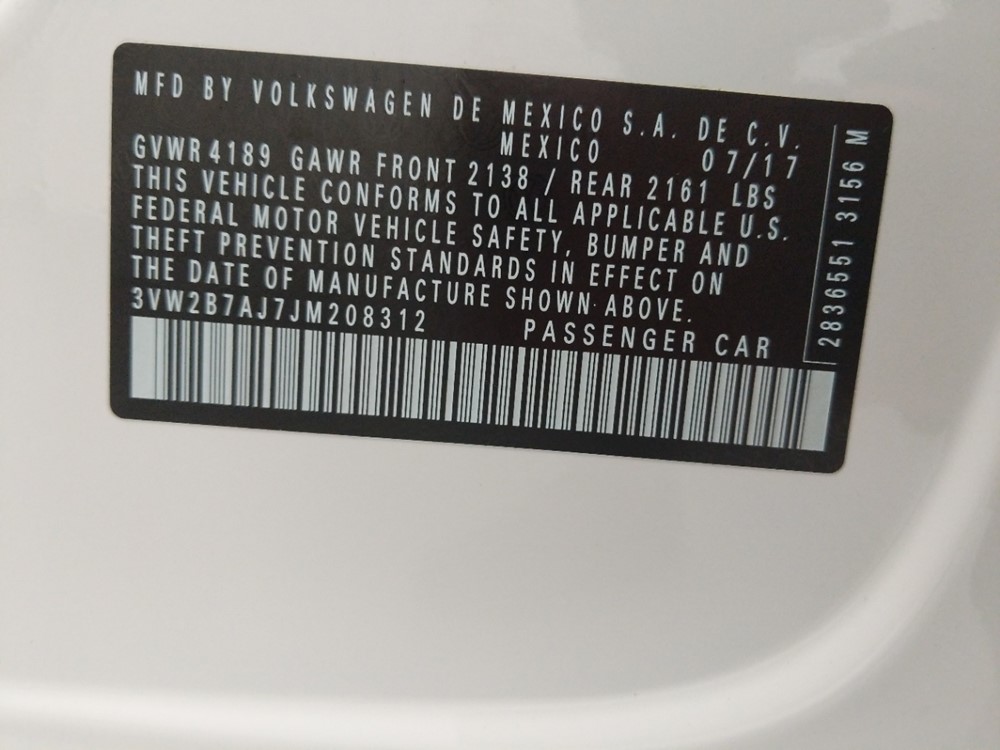 MFD BY VOLKSWAGEN DE MEXICO S.A. DE C.V.
MEXICO 07/17
GVWR 4189 GAWR FRONT 2138 / REAR 2161 LBS
THIS VEHICLE CONFORMS TO ALL APPLICABLE U.S.
FEDERAL MOTOR VEHICLE SAFETY, BUMPER AND
THEFT PREVENTION STANDARDS IN EFFECT ON
THE DATE OF MANUFACTURE SHOWN ABOVE.
3VW2B7AJ7JM208312 PASSENGER CAR
2836551 3156 M